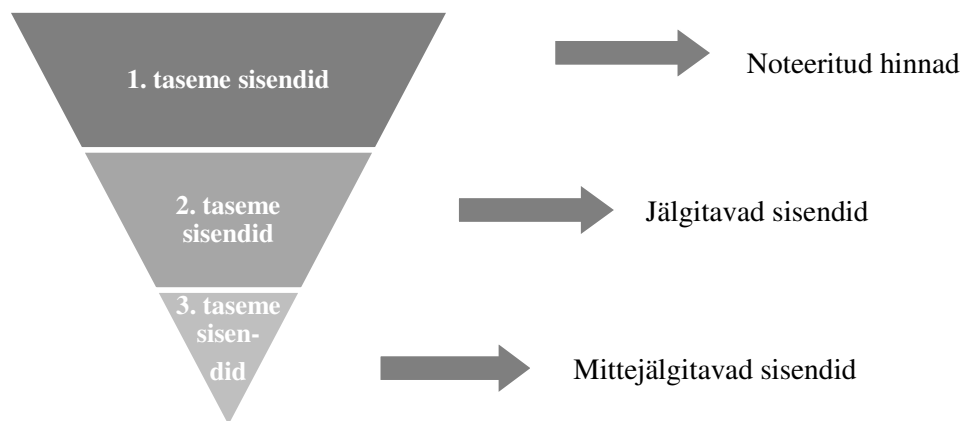 1. taseme sisendid
Noteeritud hinnad
2. taseme
sisendid
Jälgitavad sisendid
3. taseme
sisen-
did
Mittejälgitavad sisendid